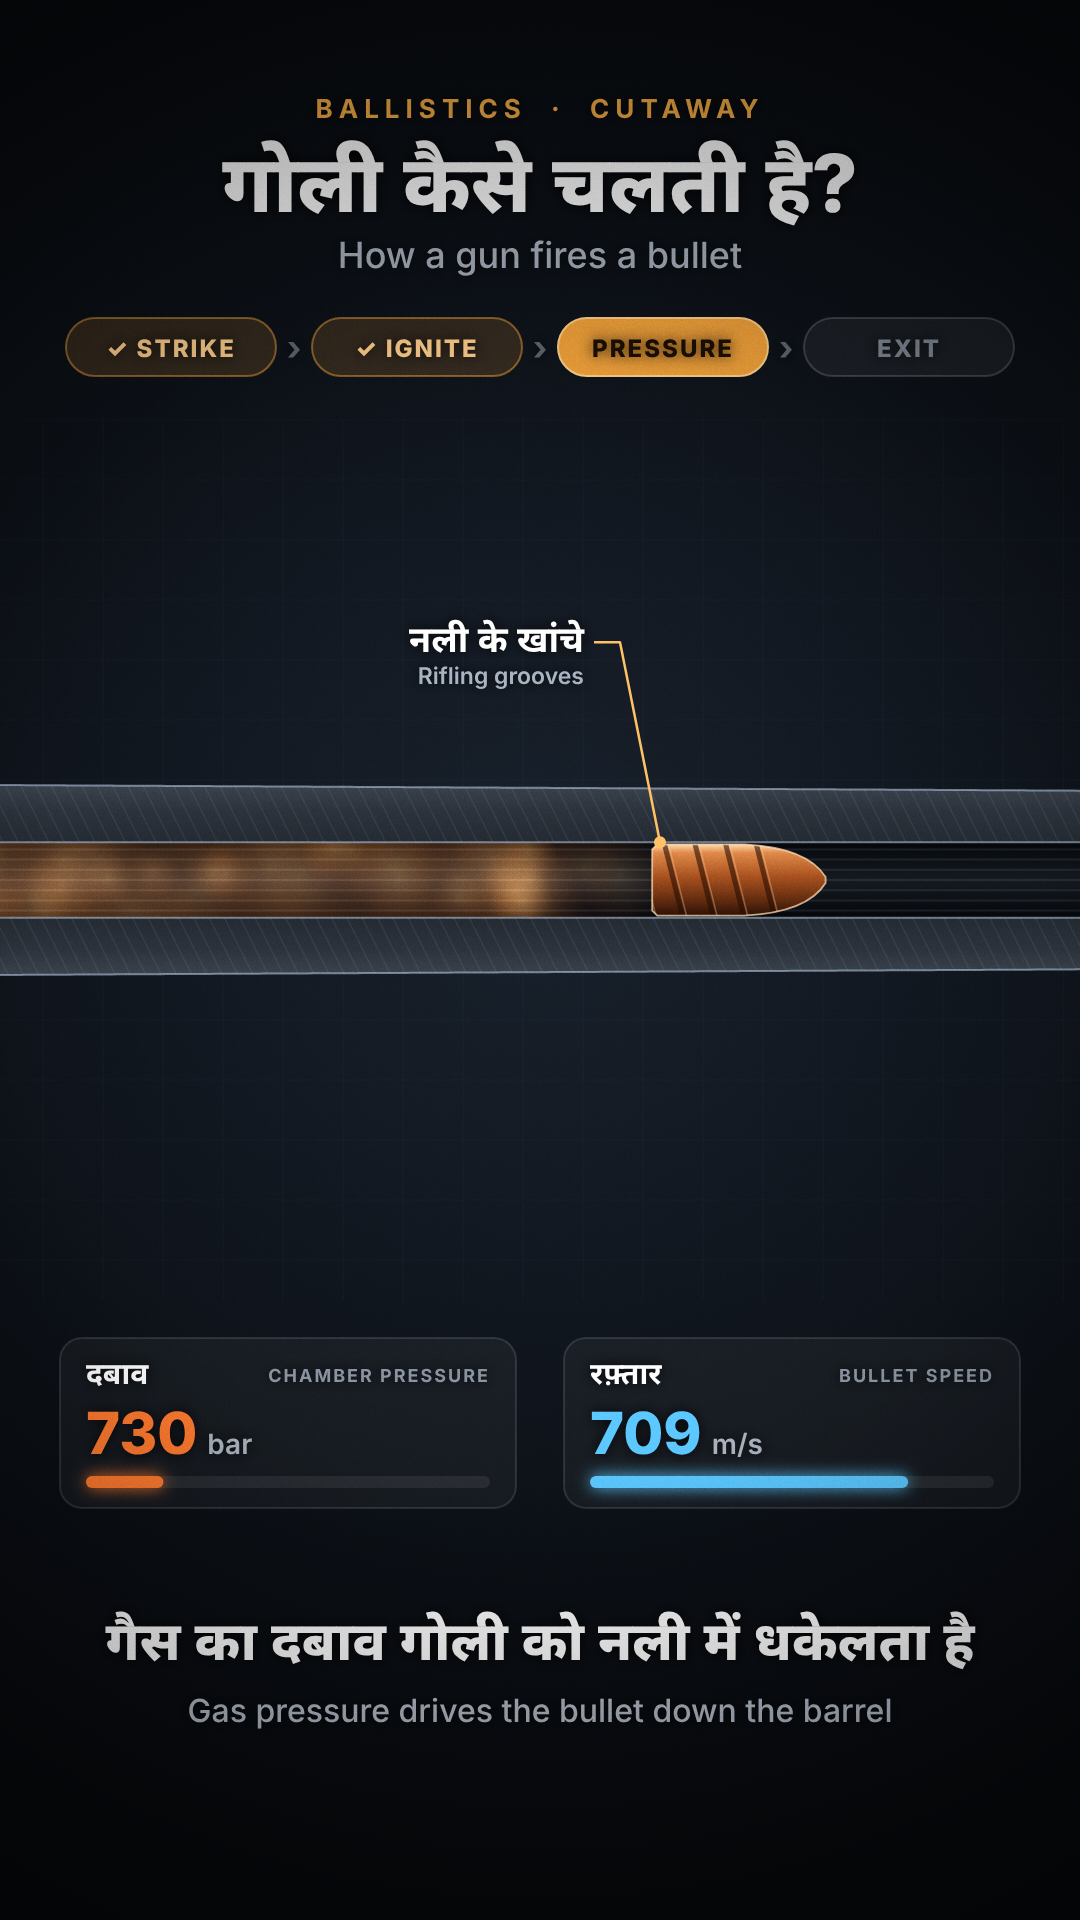 BALLISTICS · CUTAWAY
गोली कैसे चलती है?
How a gun fires a bullet
✓ STRIKE › ✓ IGNITE › PRESSURE › EXIT
नली के खांचे
Rifling grooves
दबाव CHAMBER PRESSURE
730 bar
रफ़्तार BULLET SPEED
709 m/s
गैस का दबाव गोली को नली में धकेलता है
Gas pressure drives the bullet down the barrel